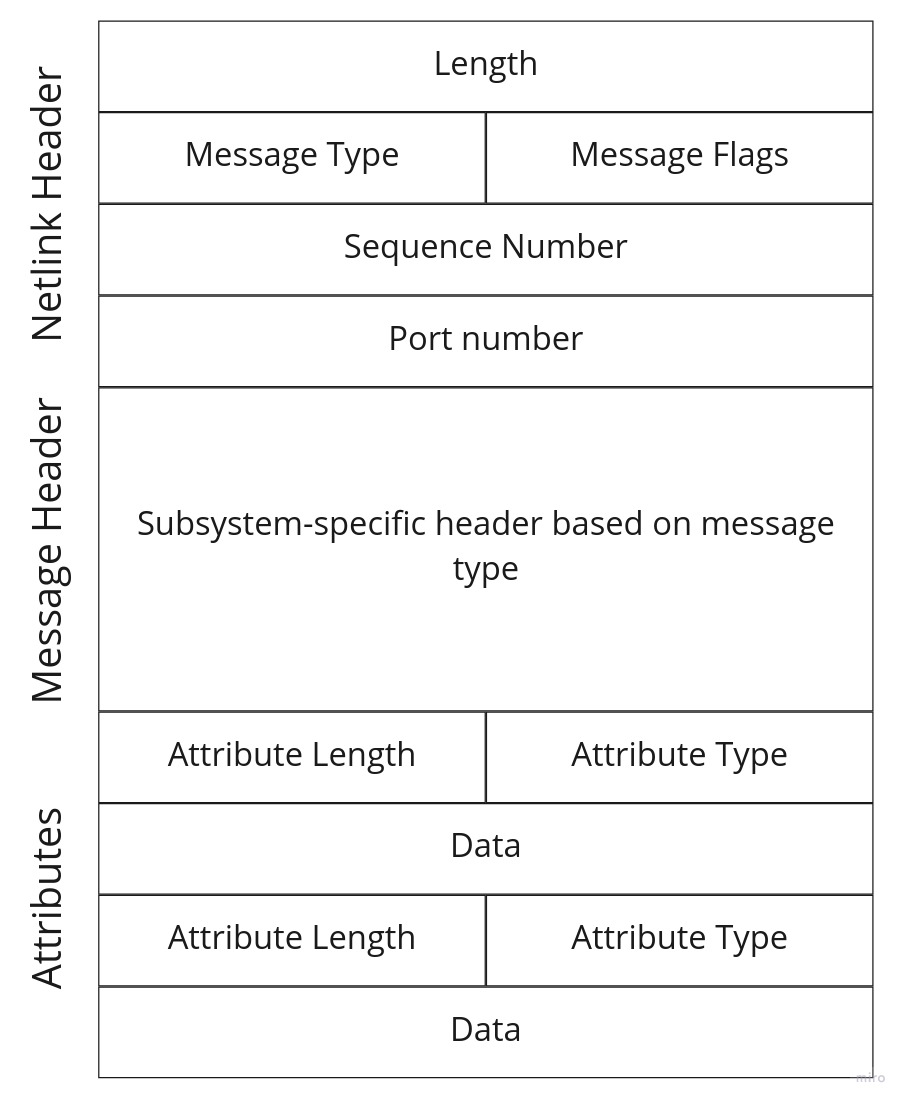 Netlink Header
Length
Message Type
Message Flags
Sequence Number
Port number
Message Header
Subsystem-specific header based on message
type
Attributes
Attribute Length
Attribute Type
Data
Attribute Length
Attribute Type
Data
miro